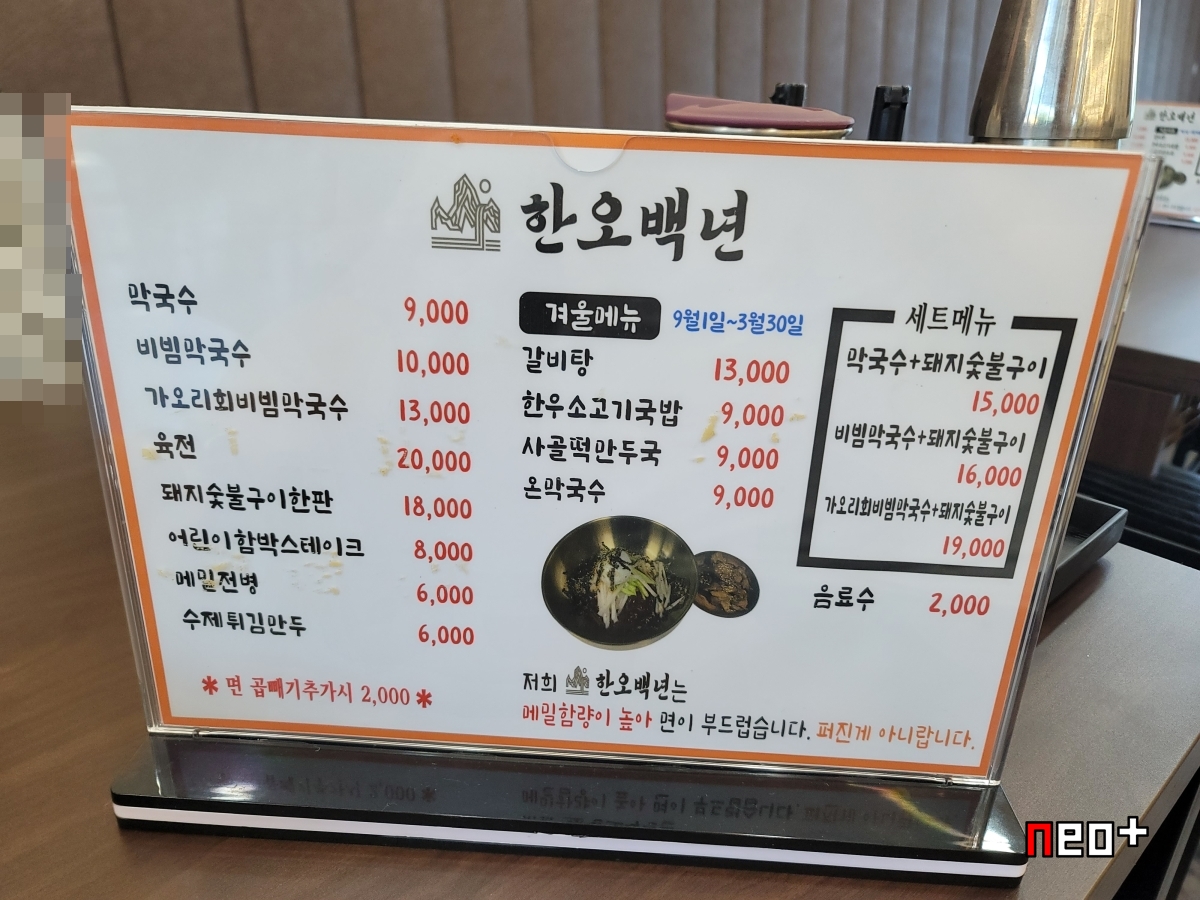 한오백년
막국수 9,000
비빔막국수 10,000
가오리회비빔막국수 13,000
육전 20,000
돼지숯불구이한판 18,000
어린이함박스테이크 8,000
메밀전병 6,000
수제튀김만두 6,000
* 면 곱빼기추가시 2,000 *
겨울메뉴 9월1일~3월30일
갈비탕 13,000
한우소고기국밥 9,000
사골떡만두국 9,000
온막국수 9,000
세트메뉴
막국수+돼지숯불구이
15,000
비빔막국수+돼지숯불구이
16,000
가오리회비빔막국수+돼지숯불구이
19,000
음료수 2,000
저희 한오백년는
메밀함량이 높아 면이 부드럽습니다. 퍼진게 아니랍니다.
한오백년
neo+